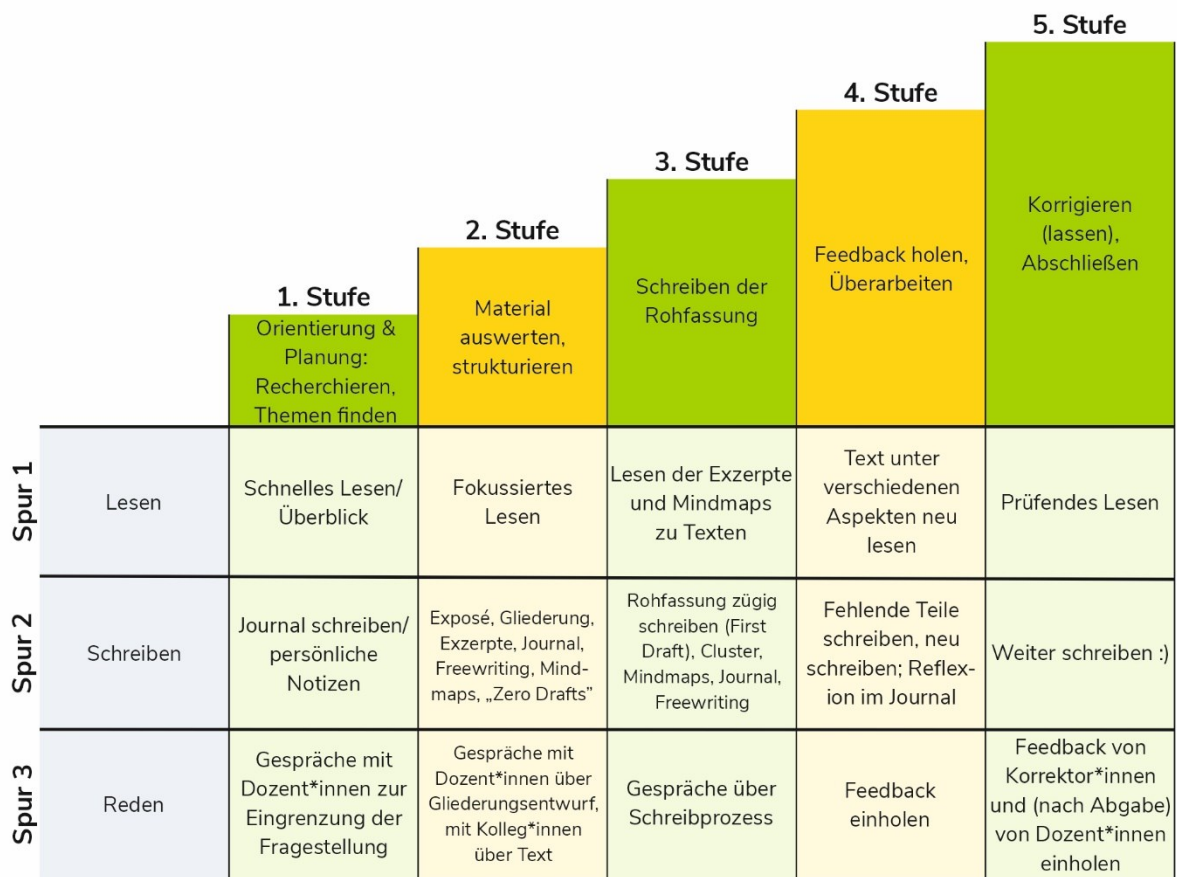 5. Stufe
4. Stufe
3. Stufe
2. Stufe
1. Stufe
Orientierung &
Planung:
Recherchieren,
Themen finden
Material
auswerten,
strukturieren
Schreiben der
Rohfassung
Feedback holen,
Überarbeiten
Korrigieren
(lassen),
Abschließen
Spur 1
Lesen
Schnelles Lesen/
Überblick
Fokussiertes
Lesen
Lesen der Exzerpte
und Mindmaps
zu Texten
Text unter
verschiedenen
Aspekten neu
lesen
Prüfendes Lesen
Spur 2
Schreiben
Journal schreiben/
persönliche
Notizen
Exposé, Gliederung,
Exzerpte, Journal,
Freewriting, Mind-
maps, „Zero Drafts”
Rohfassung zügig
schreiben (First
Draft), Cluster,
Mindmaps, Journal,
Freewriting
Fehlende Teile
schreiben, neu
schreiben; Reflex-
ion im Journal
Weiter schreiben :)
Spur 3
Reden
Gespräche mit
Dozent*innen zur
Eingrenzung der
Fragestellung
Gespräche mit
Dozent*innen über
Gliederungsentwurf,
mit Kolleg*innen
über Text
Gespräche über
Schreibprozess
Feedback
einholen
Feedback von
Korrektor*innen
und (nach Abgabe)
von Dozent*innen
einholen